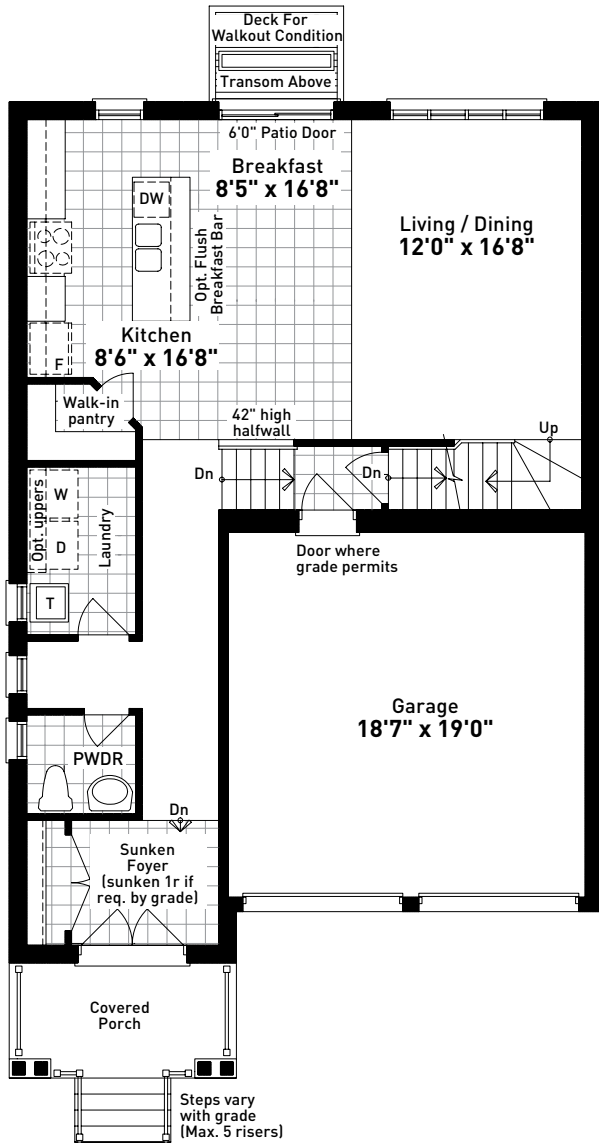 Deck For
Walkout Condition
Transom Above
6'0" Patio Door
Breakfast
8'5" x 16'8"
DW
Opt. Flush
Breakfast Bar
Living / Dining
12'0" x 16'8"
Kitchen
8'6" x 16'8"
F
Walk-in
pantry
42" high
halfwall
Up
Dn
Dn
Opt. uppers
W
D
Laundry
T
Door where
grade permits
Garage
18'7" x 19'0"
PWDR
Dn
Sunken
Foyer
(sunken 1r if
req. by grade)
Covered
Porch
Steps vary
with grade
(Max. 5 risers)